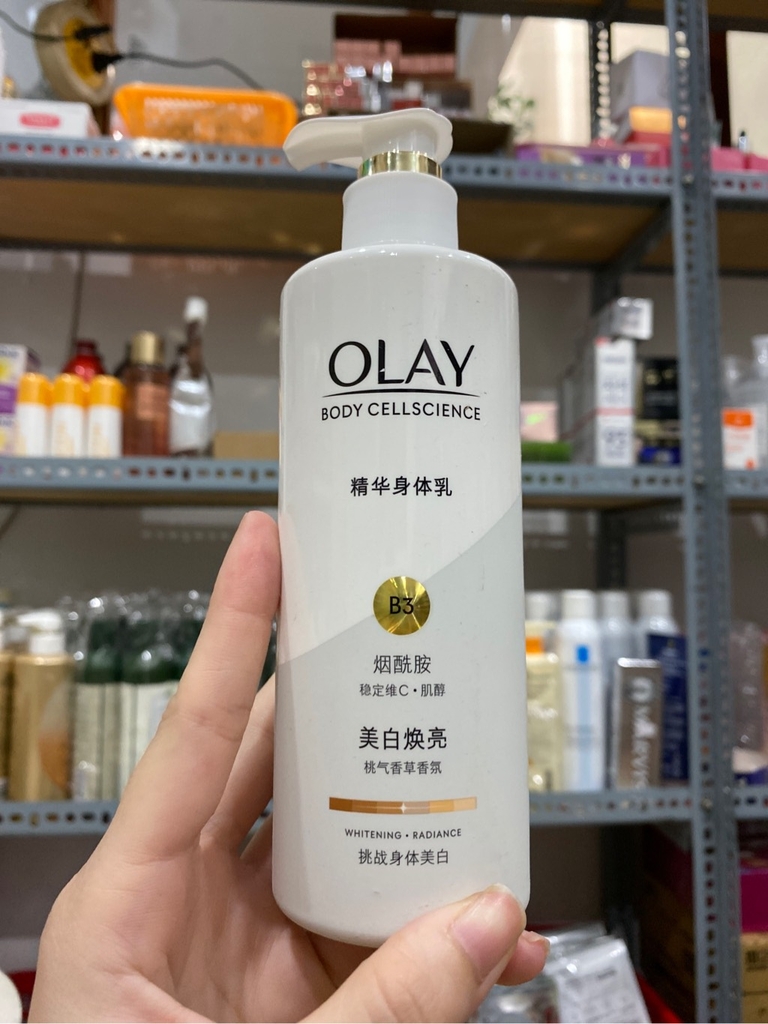 OLAY
BODY CELLSCIENCE
精华身体乳
B3
烟酰胺
稳定维C•肌醇
美白焕亮
桃气香草香氛
WHITENING • RADIANCE
挑战身体美白